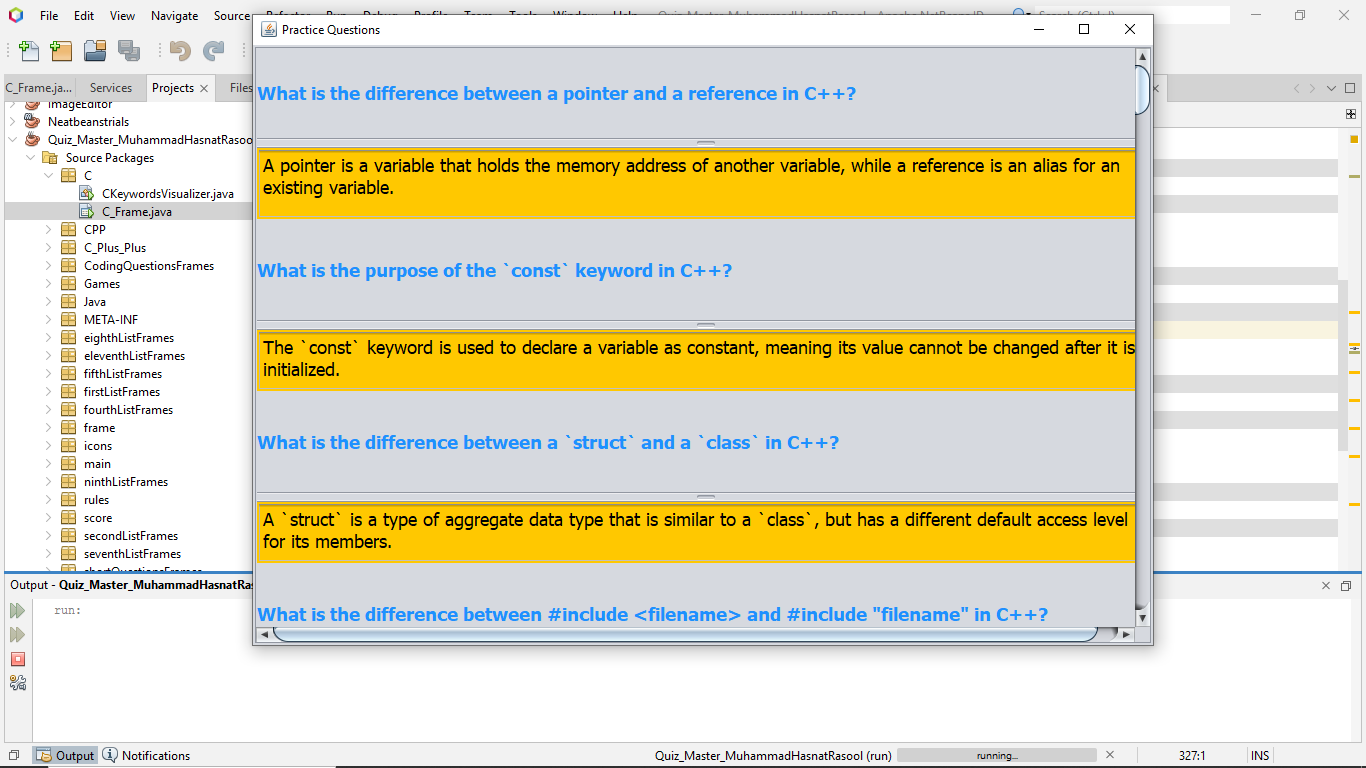 File Edit View Navigate Source
Practice Questions
C_Frame.ja... Services Projects Files
ImageEditor
Neatbeanstrials
Quiz_Master_MuhammadHasnatRasoo
Source Packages
C
CKeywordsVisualizer.java
C_Frame.java
CPP
C_Plus_Plus
CodingQuestionsFrames
Games
Java
META-INF
eighthListFrames
eleventhListFrames
fifthListFrames
firstListFrames
fourthListFrames
frame
icons
main
ninthListFrames
rules
score
secondListFrames
seventhListFrames
What is the difference between a pointer and a reference in C++?
A pointer is a variable that holds the memory address of another variable, while a reference is an alias for an
existing variable.
What is the purpose of the `const` keyword in C++?
The `const` keyword is used to declare a variable as constant, meaning its value cannot be changed after it is
initialized.
What is the difference between a `struct` and a `class` in C++?
A `struct` is a type of aggregate data type that is similar to a `class`, but has a different default access level
for its members.
What is the difference between #include <filename> and #include "filename" in C++?
Output - Quiz_Master_MuhammadHasnatRas
run:
Output Notifications Quiz_Master_MuhammadHasnatRasool (run) running... 327:1 INS